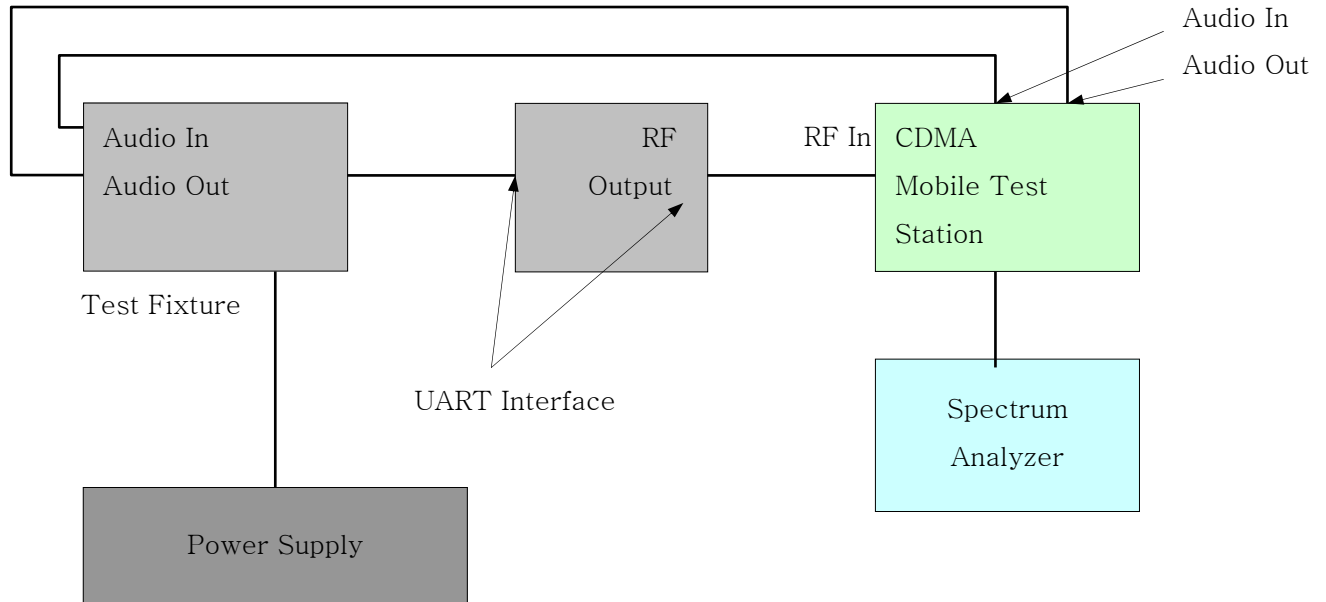 Audio In
Audio Out
Audio In
Audio Out
RF
Output
RF In
CDMA
Mobile Test
Station
Test Fixture
UART Interface
Spectrum
Analyzer
Power Supply